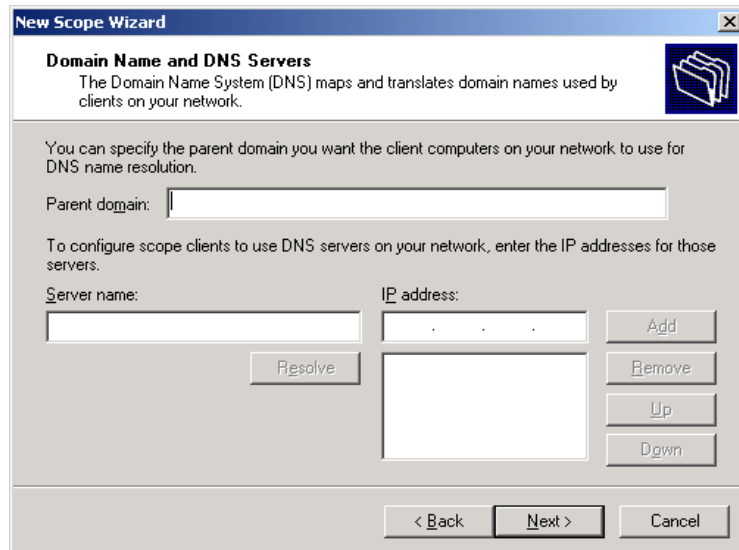 New Scope Wizard
Domain Name and DNS Servers
The Domain Name System (DNS) maps and translates domain names used by
clients on your network.
You can specify the parent domain you want the client computers on your network to use for
DNS name resolution.
Parent domain:
To configure scope clients to use DNS servers on your network, enter the IP addresses for those
servers.
Server name:
IP address:
. . .
Add
Resolve
Remove
Up
Down
< Back
Next >
Cancel